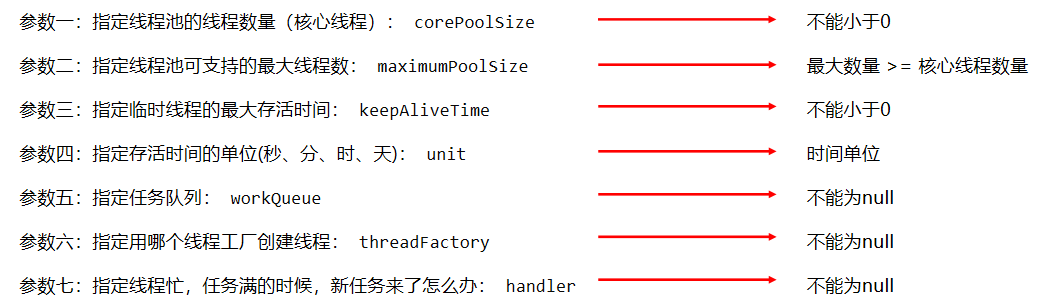 参数一：指定线程池的线程数量（核心线程）： corePoolSize 不能小于0
参数二：指定线程池可支持的最大线程数： maximumPoolSize 最大数量 >= 核心线程数量
参数三：指定临时线程的最大存活时间： keepAliveTime 不能小于0
参数四：指定存活时间的单位(秒、分、时、天)： unit 时间单位
参数五：指定任务队列： workQueue 不能为null
参数六：指定用哪个线程工厂创建线程： threadFactory 不能为null
参数七：指定线程忙，任务满的时候，新任务来了怎么办： handler 不能为null